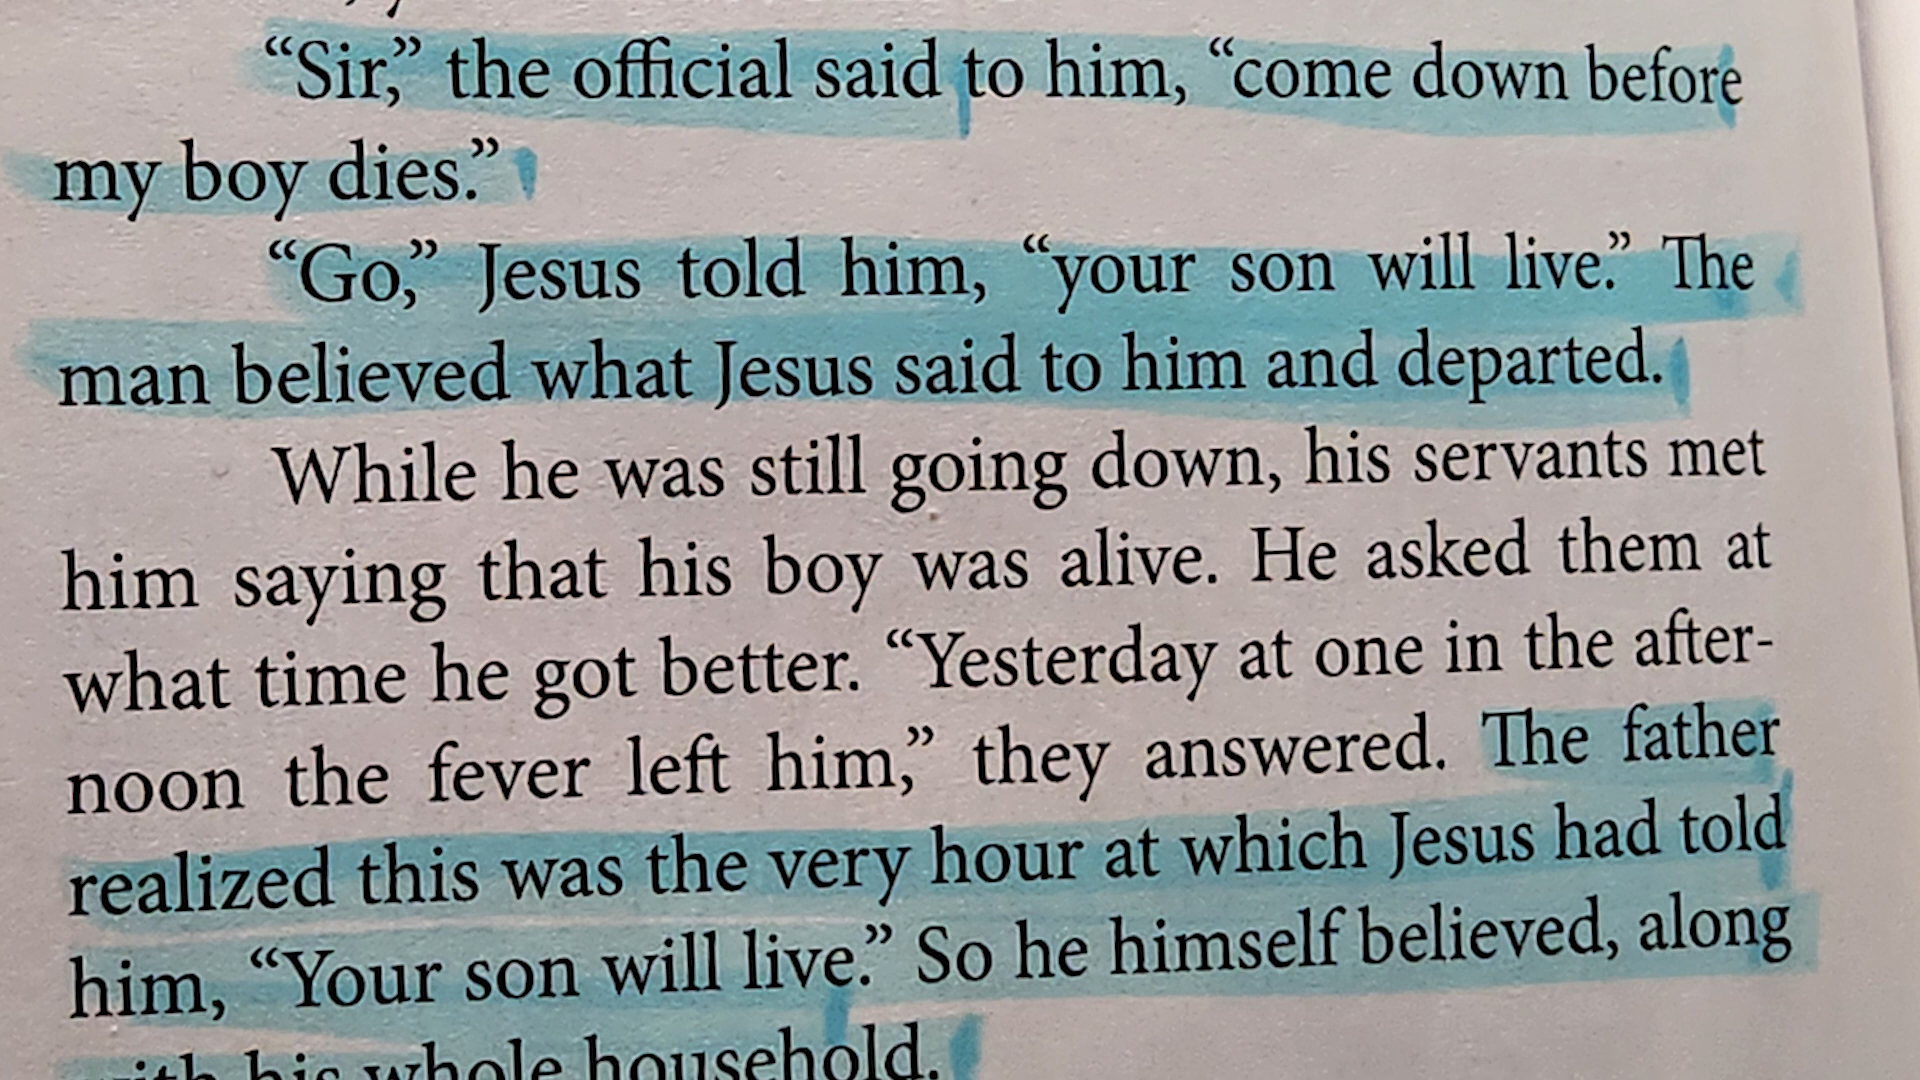 “Sir,” the official said to him, “come down before
my boy dies.”
“Go,” Jesus told him, “your son will live.” The
man believed what Jesus said to him and departed.
While he was still going down, his servants met
him saying that his boy was alive. He asked them at
what time he got better. “Yesterday at one in the after-
noon the fever left him,” they answered. The father
realized this was the very hour at which Jesus had told
him, “Your son will live.” So he himself believed, along
with his whole household.